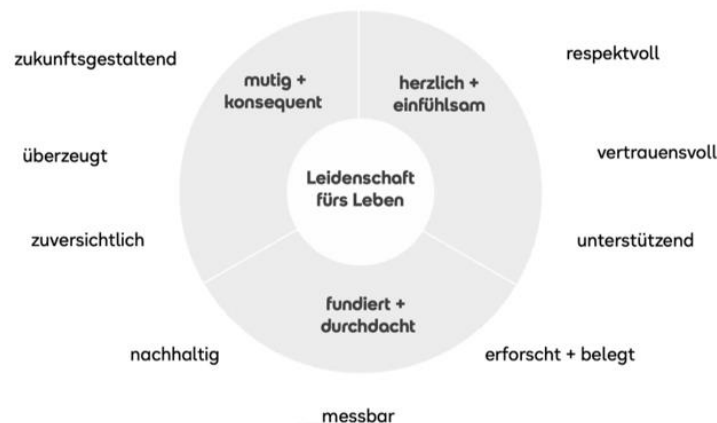 zukunftsgestaltend
mutig +
konsequent
herzlich +
einfühlsam
respektvoll
überzeugt
vertrauensvoll
Leidenschaft
fürs Leben
zuversichtlich
unterstützend
fundiert +
durchdacht
nachhaltig
erforscht + belegt
messbar